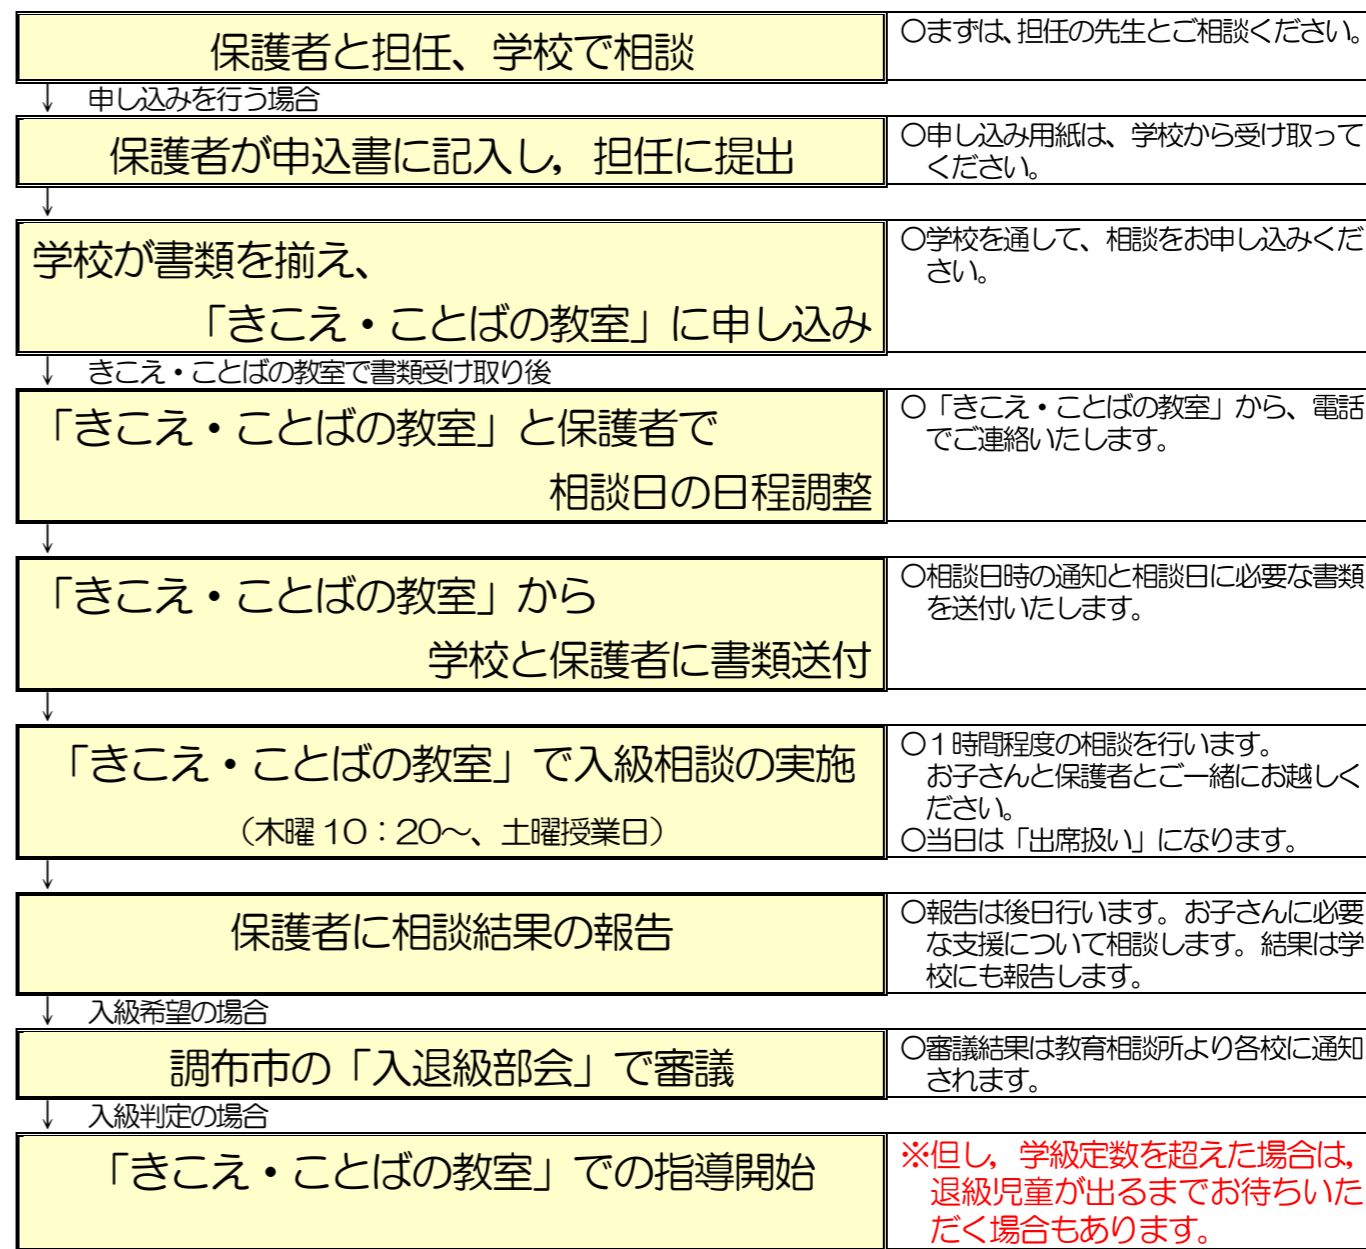 保護者と担任、学校で相談
○まずは、担任の先生とご相談ください。
↓ 申し込みを行う場合
保護者が申込書に記入し，担任に提出
○申し込み用紙は、学校から受け取って
ください。
↓
学校が書類を揃え、
「きこえ・ことばの教室」に申し込み
○学校を通して、相談をお申し込みくだ
さい。
↓ きこえ・ことばの教室で書類受け取り後
「きこえ・ことばの教室」と保護者で
相談日の日程調整
○「きこえ・ことばの教室」から、電話
でご連絡いたします。
↓
「きこえ・ことばの教室」から
学校と保護者に書類送付
○相談日時の通知と相談日に必要な書類
を送付いたします。
↓
「きこえ・ことばの教室」で入級相談の実施
（木曜10：20～、土曜授業日）
○１時間程度の相談を行います。
お子さんと保護者とご一緒にお越しく
ださい。
○当日は「出席扱い」になります。
↓
保護者に相談結果の報告
○報告は後日行います。お子さんに必要
な支援について相談します。結果は学
校にも報告します。
↓ 入級希望の場合
調布市の「入退級部会」で審議
○審議結果は教育相談所より各校に通知
されます。
↓ 入級判定の場合
「きこえ・ことばの教室」での指導開始
※但し，学級定数を超えた場合は，
退級児童が出るまでお待ちいた
だく場合もあります。